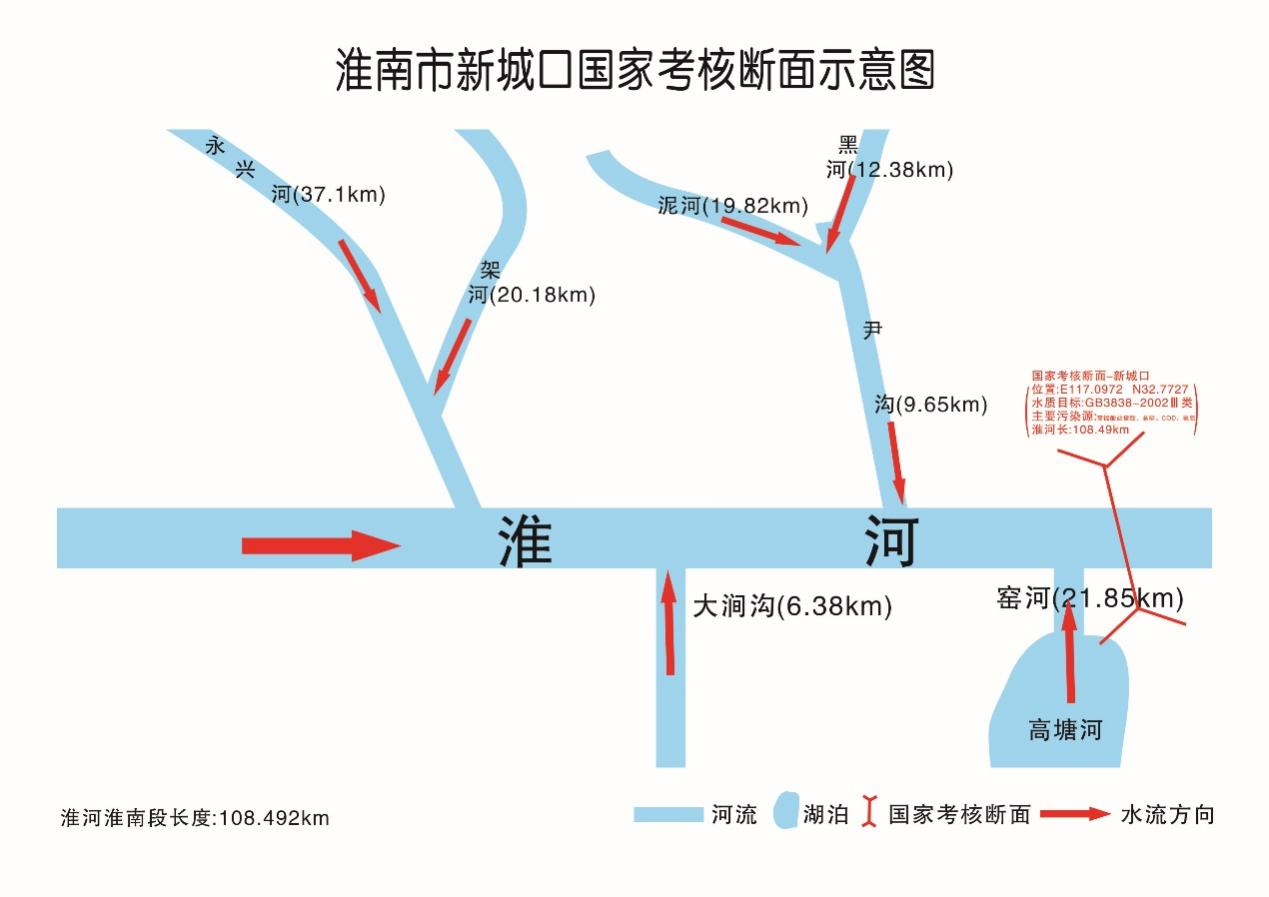 淮南市新城口国家考核断面示意图
永兴河(37.1km)
架河(20.18km)
泥河(19.82km)
黑河(12.38km)
尹沟(9.65km)
国家考核断面-新城口
位置:E117.0972 N32.7727
水质目标:GB3838-2002Ⅲ类
主要污染源:
淮河长:108.49km
淮河
大涧沟(6.38km)
窑河(21.85km)
高塘河
淮河淮南段长度:108.492km
河流
湖泊
国家考核断面
水流方向